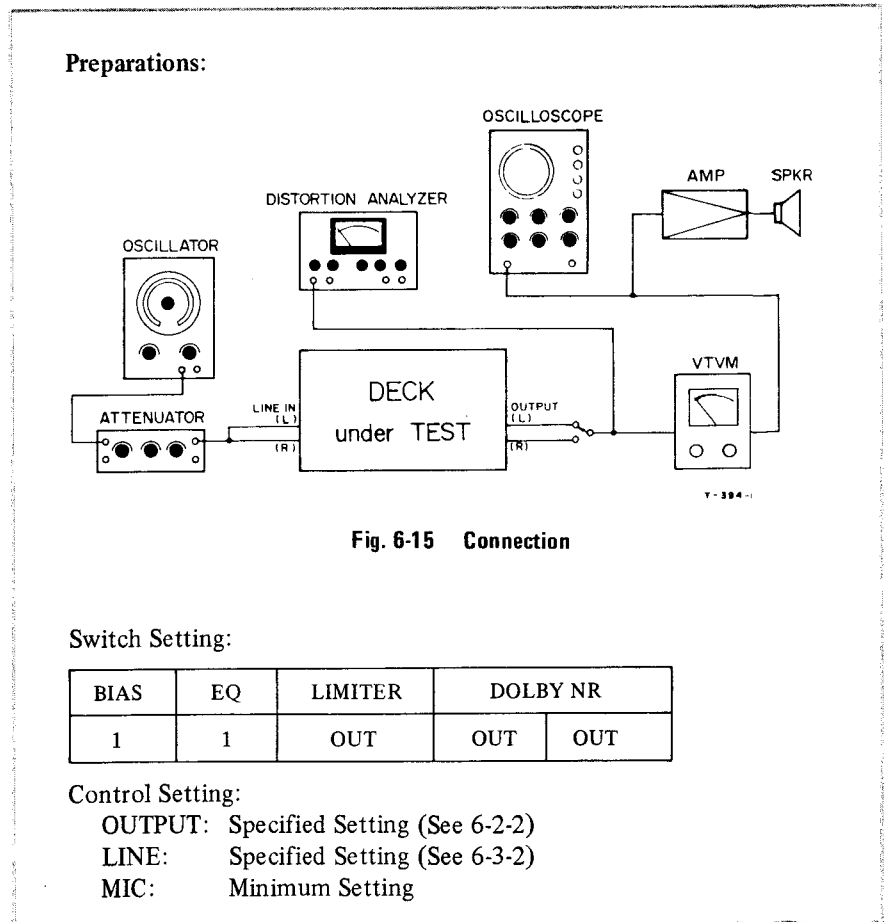 Preparations:
OSCILLOSCOPE
AMP SPKR
DISTORTION ANALYZER
OSCILLATOR
VTVM
ATTENUATOR
LINE IN
(L)
(R)
DECK
under TEST
OUTPUT
(L)
(R)
T-394-1
Fig. 6-15 Connection
Switch Setting:
BIAS EQ LIMITER DOLBY NR
1 1 OUT OUT OUT
Control Setting:
OUTPUT: Specified Setting (See 6-2-2)
LINE: Specified Setting (See 6-3-2)
MIC: Minimum Setting